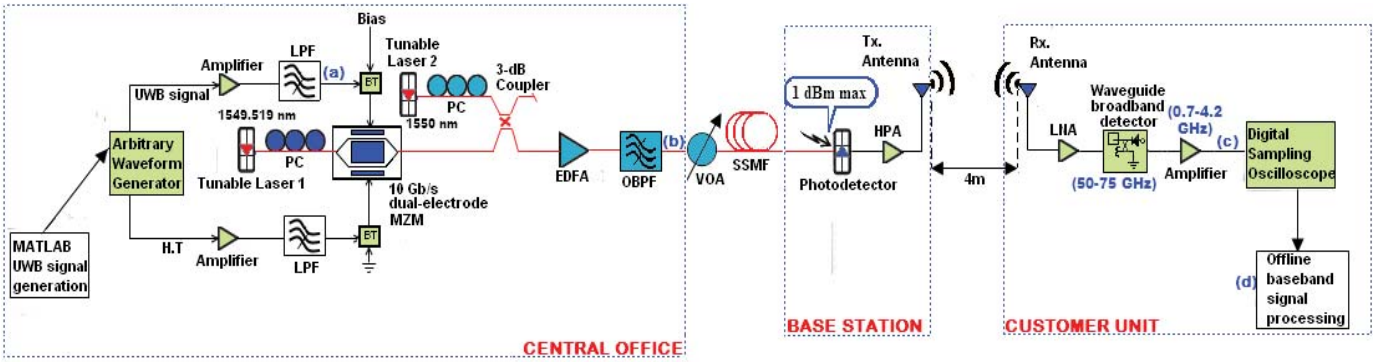 Bias
LPF
Amplifier
(a)
BT
UWB signal
Tunable
Laser 2
PC
1550 nm
3-dB
Coupler
1549.519 nm
Arbitrary
Waveform
Generator
PC
Tunable Laser 1
10 Gb/s
dual-electrode
MZM
MATLAB
UWB signal
generation
H.T
Amplifier
LPF
BT
EDFA
OBPF
(b)
VOA
SSMF
CENTRAL OFFICE
Tx.
Antenna
1 dBm max
HPA
Photodetector
BASE STATION
4m
Rx.
Antenna
LNA
Waveguide
broadband
detector
(50-75 GHz)
(0.7-4.2
GHz)
(c)
Amplifier
Digital
Sampling
Oscilloscope
(d)
Offline
baseband
signal
processing
CUSTOMER UNIT